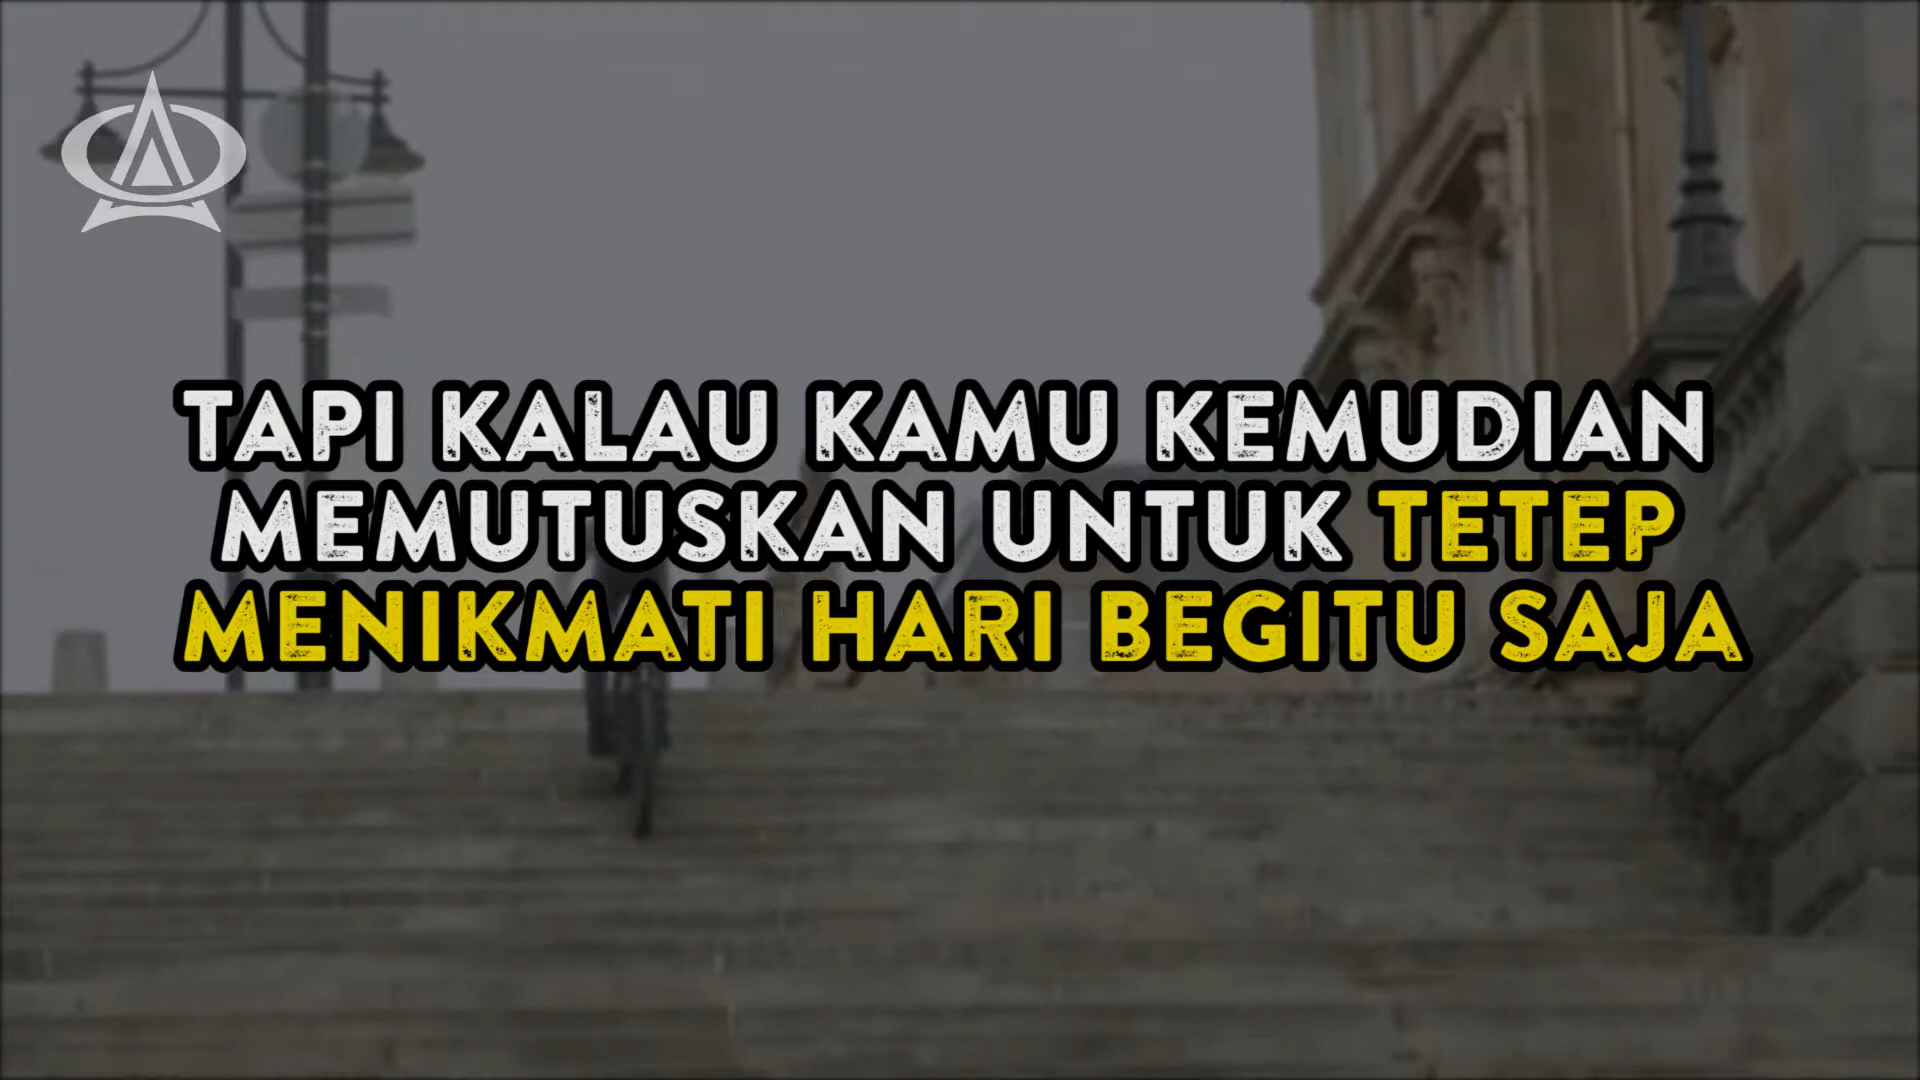 TAPI KALAU KAMU KEMUDIAN
MEMUTUSKAN UNTUK TETEP
MENIKMATI HARI BEGITU SAJA